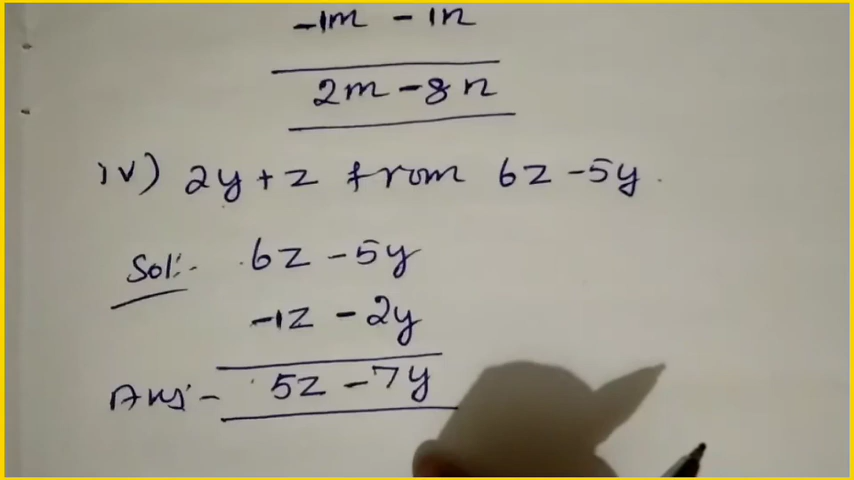 -1m - 1n
2m - 8n
iv) 2y + z from 6z - 5y.
Sol:- 6z - 5y
-1z - 2y
Ans:- 5z - 7y